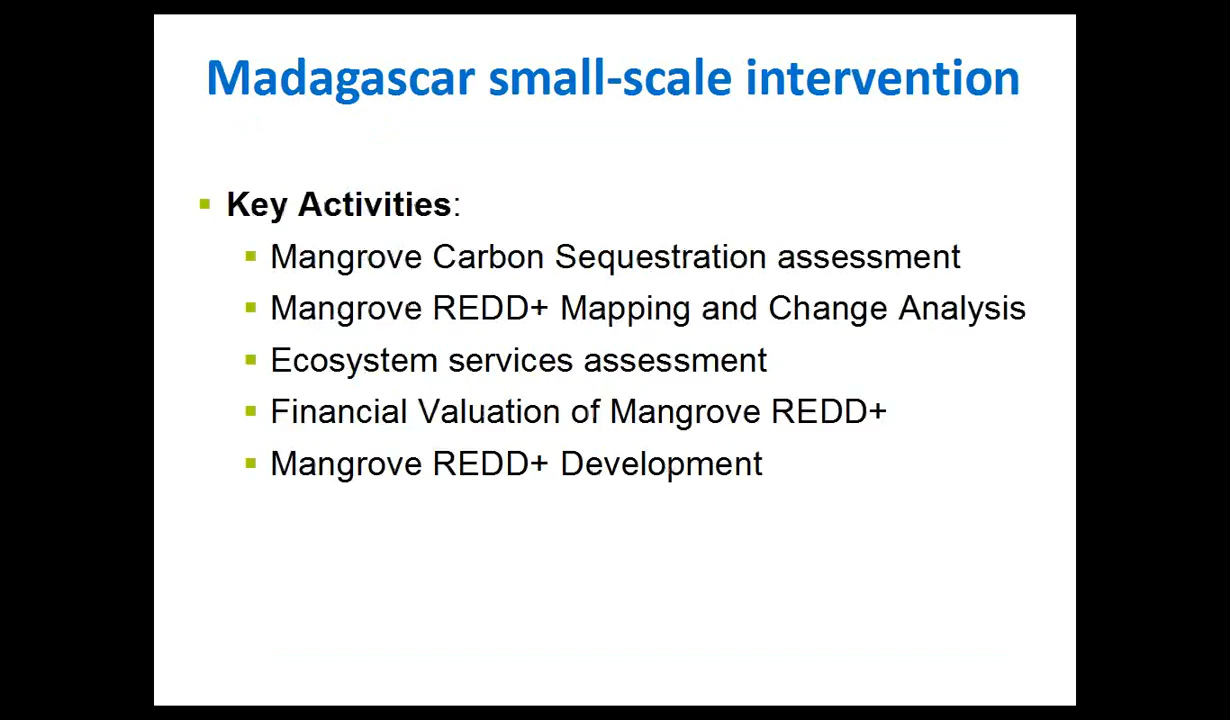 Madagascar small-scale intervention
Key Activities:
Mangrove Carbon Sequestration assessment
Mangrove REDD+ Mapping and Change Analysis
Ecosystem services assessment
Financial Valuation of Mangrove REDD+
Mangrove REDD+ Development